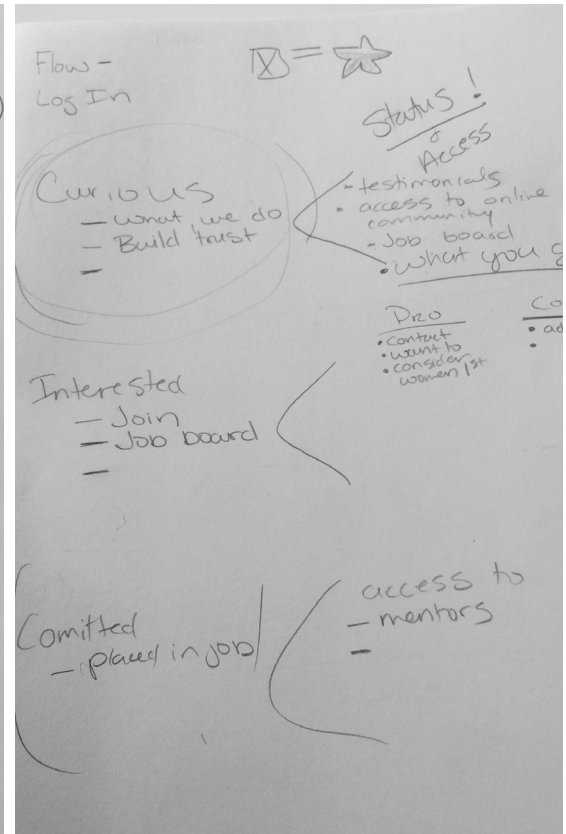 Flow -
Log In
Status !
& Access
Curious
- what we do
- Build trust
-
- testimonials
• access to online
community
- Job board
• what you
Pro
• contact
• want to
• consider
women 1st
Co
• ad
•
Interested
- Join
- Job board
-
Comitted
- placed in job
access to
- mentors
-